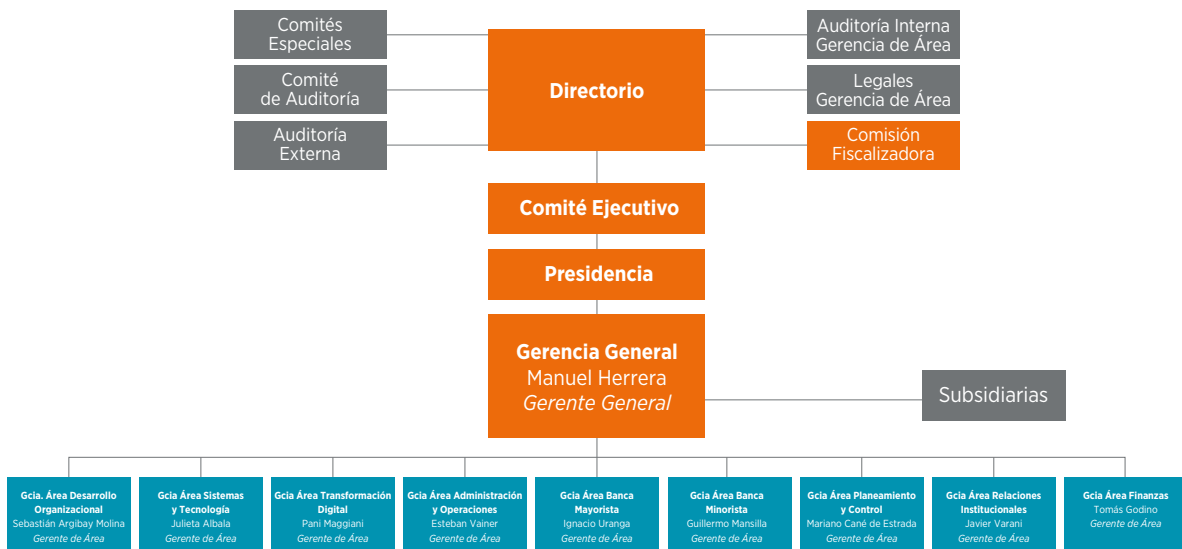 Comités
Especiales
Comité
de Auditoría
Auditoría
Externa
Directorio
Auditoría Interna
Gerencia de Área
Legales
Gerencia de Área
Comisión
Fiscalizadora
Comité Ejecutivo
Presidencia
Gerencia General
Manuel Herrera
Gerente General
Subsidiarias
Gcia. Área Desarrollo
Organizacional
Sebastián Argibay Molina
Gerente de Área
Gcia Área Sistemas
y Tecnología
Julieta Albala
Gerente de Área
Gcia Área Transformación
Digital
Pani Maggiani
Gerente de Área
Gcia Área Administración
y Operaciones
Esteban Vainer
Gerente de Área
Gcia Área Banca
Mayorista
Ignacio Uranga
Gerente de Área
Gcia Área Banca
Minorista
Guillermo Mansilla
Gerente de Área
Gcia Área Planeamiento
y Control
Mariano Cané de Estrada
Gerente de Área
Gcia Área Relaciones
Institucionales
Javier Varani
Gerente de Área
Gcia Área Finanzas
Tomás Godino
Gerente de Área